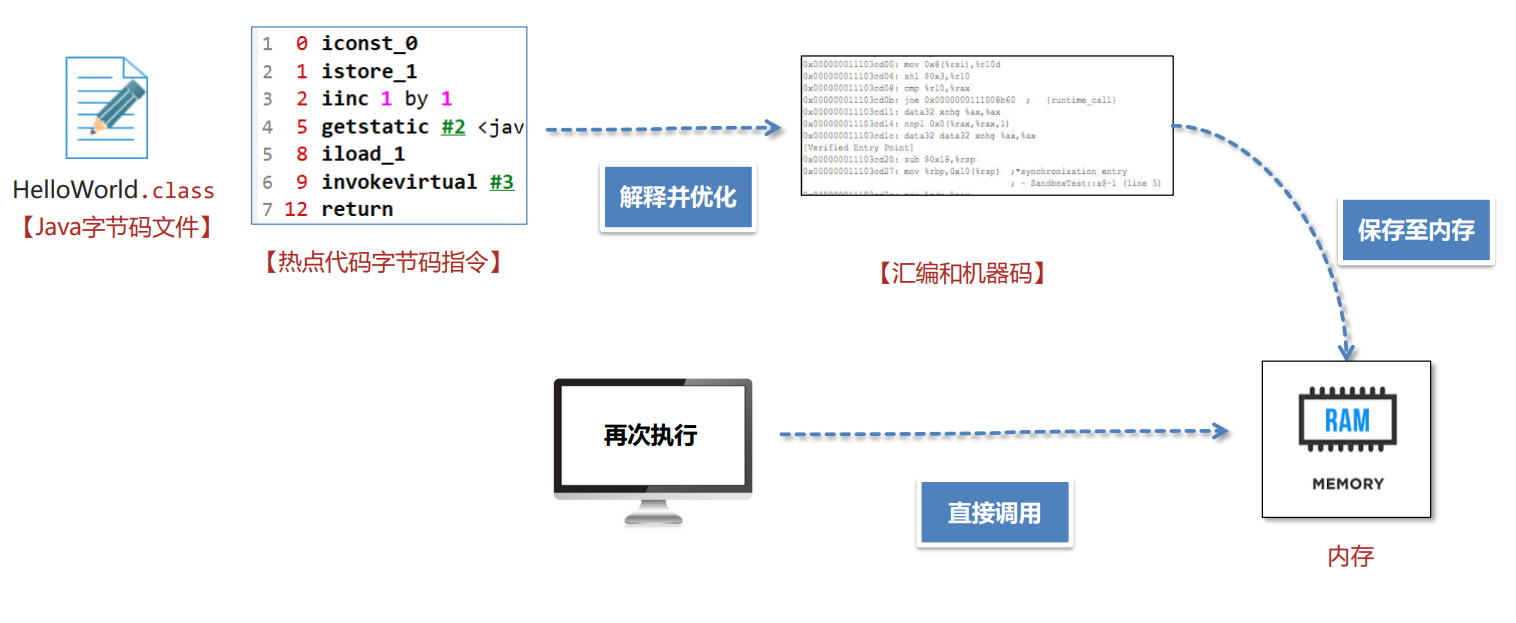 HelloWorld.class
【Java字节码文件】
1 0 iconst_0
2 1 istore_1
3 2 iinc 1 by 1
4 5 getstatic #2 <jav
5 8 iload_1
6 9 invokevirtual #3
7 12 return
【热点代码字节码指令】
解释并优化
0x000000011103cd00: mov 0x8(%rsi),%r10d
0x000000011103cd04: shl $0x3,%r10
0x000000011103cd08: cmp %r10,%rax
0x000000011103cd0b: jne 0x0000000111008b60 ; {runtime_call}
0x000000011103cd11: data32 xchg %ax,%ax
0x000000011103cd14: nopl 0x0(%rax,%rax,1)
0x000000011103cd1c: data32 data32 xchg %ax,%ax
[Verified Entry Point]
0x000000011103cd20: sub $0x18,%rsp
0x000000011103cd27: mov %rbp,0x10(%rsp) ;*synchronization entry
; - SandboxTest::a@-1 (line 5)
【汇编和机器码】
保存至内存
再次执行
直接调用
RAM
MEMORY
内存